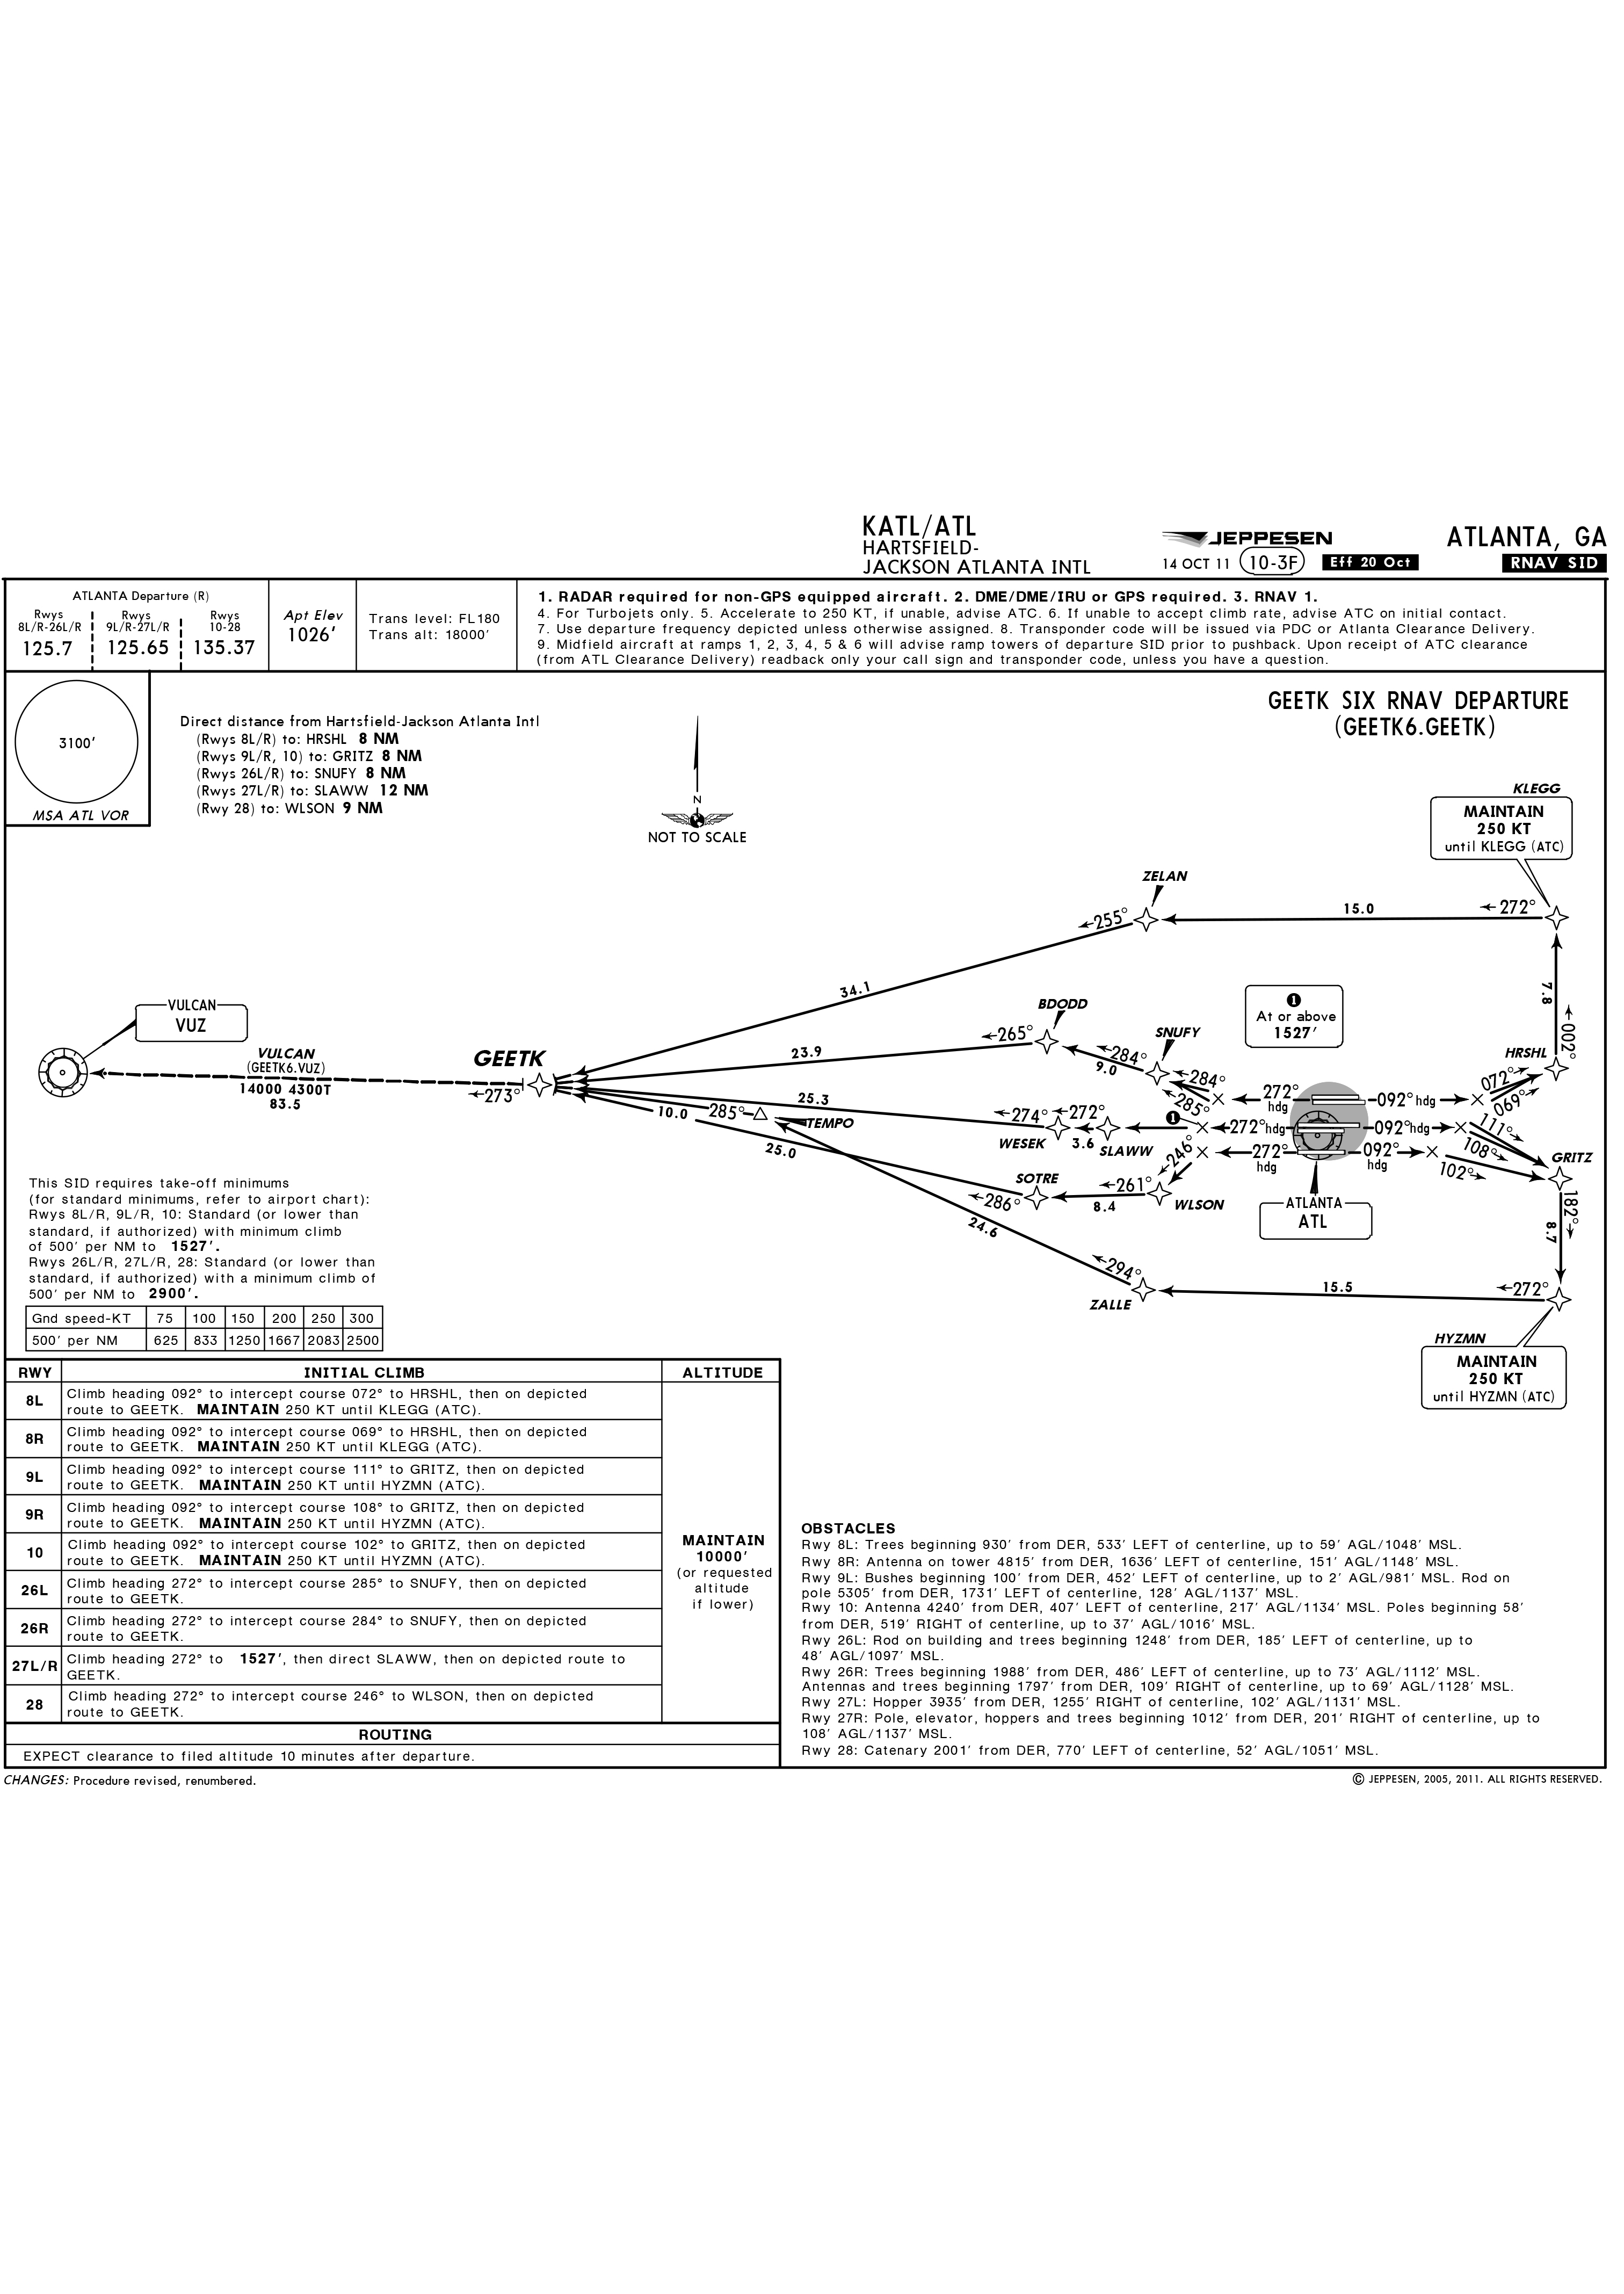 KATL/ATL
HARTSFIELD-
JACKSON ATLANTA INTL
JEPPESEN
14 OCT 11 10-3F Eff 20 Oct
ATLANTA, GA
RNAV SID
ATLANTA Departure (R)
Rwys
8L/R-26L/R
125.7
Rwys
9L/R-27L/R
125.65
Rwys
10-28
135.37
Apt Elev
1026'
Trans level: FL180
Trans alt: 18000'
1. RADAR required for non-GPS equipped aircraft. 2. DME/DME/IRU or GPS required. 3. RNAV 1.
4. For Turbojets only. 5. Accelerate to 250 KT, if unable, advise ATC. 6. If unable to accept climb rate, advise ATC on initial contact.
7. Use departure frequency depicted unless otherwise assigned. 8. Transponder code will be issued via PDC or Atlanta Clearance Delivery.
9. Midfield aircraft at ramps 1, 2, 3, 4, 5 & 6 will advise ramp towers of departure SID prior to pushback. Upon receipt of ATC clearance
(from ATL Clearance Delivery) readback only your call sign and transponder code, unless you have a question.
3100'
MSA ATL VOR
Direct distance from Hartsfield-Jackson Atlanta Intl
(Rwys 8L/R) to: HRSHL 8 NM
(Rwys 9L/R, 10) to: GRITZ 8 NM
(Rwys 26L/R) to: SNUFY 8 NM
(Rwys 27L/R) to: SLAWW 12 NM
(Rwy 28) to: WLSON 9 NM
N
NOT TO SCALE
GEETK SIX RNAV DEPARTURE
(GEETK6.GEETK)
KLEGG
MAINTAIN
250 KT
until KLEGG (ATC)
ZELAN
255°
15.0
272°
34.1
7.8
002°
BDODD
265°
23.9
SNUFY
284°
9.0
284°
285°
1
At or above
1527'
HRSHL
072°
069°
VULCAN
VUZ
VULCAN
(GEETK6.VUZ)
14000 4300T
83.5
GEETK
273°
272°
hdg
092° hdg
10.0
285°
TEMPO
25.3
274°
WESEK
272°
3.6
SLAWW
1
272° hdg
092° hdg
111°
108°
25.0
246°
272°
hdg
092°
hdg
102°
GRITZ
SOTRE
286°
261°
8.4
WLSON
ATLANTA
ATL
182°
8.7
24.6
294°
ZALLE
15.5
272°
HYZMN
MAINTAIN
250 KT
until HYZMN (ATC)
This SID requires take-off minimums
(for standard minimums, refer to airport chart):
Rwys 8L/R, 9L/R, 10: Standard (or lower than
standard, if authorized) with minimum climb
of 500' per NM to 1527'.
Rwys 26L/R, 27L/R, 28: Standard (or lower than
standard, if authorized) with a minimum climb of
500' per NM to 2900'.
Gnd speed-KT 75 100 150 200 250 300
500' per NM 625 833 1250 1667 2083 2500
RWY INITIAL CLIMB ALTITUDE
8L Climb heading 092° to intercept course 072° to HRSHL, then on depicted
route to GEETK. MAINTAIN 250 KT until KLEGG (ATC).
8R Climb heading 092° to intercept course 069° to HRSHL, then on depicted
route to GEETK. MAINTAIN 250 KT until KLEGG (ATC).
9L Climb heading 092° to intercept course 111° to GRITZ, then on depicted
route to GEETK. MAINTAIN 250 KT until HYZMN (ATC).
9R Climb heading 092° to intercept course 108° to GRITZ, then on depicted
route to GEETK. MAINTAIN 250 KT until HYZMN (ATC).
10 Climb heading 092° to intercept course 102° to GRITZ, then on depicted
route to GEETK. MAINTAIN 250 KT until HYZMN (ATC).
26L Climb heading 272° to intercept course 285° to SNUFY, then on depicted
route to GEETK.
26R Climb heading 272° to intercept course 284° to SNUFY, then on depicted
route to GEETK.
27L/R Climb heading 272° to 1527', then direct SLAWW, then on depicted route to
GEETK.
28 Climb heading 272° to intercept course 246° to WLSON, then on depicted
route to GEETK.
MAINTAIN
10000'
(or requested
altitude
if lower)
ROUTING
EXPECT clearance to filed altitude 10 minutes after departure.
OBSTACLES
Rwy 8L: Trees beginning 930' from DER, 533' LEFT of centerline, up to 59' AGL/1048' MSL.
Rwy 8R: Antenna on tower 4815' from DER, 1636' LEFT of centerline, 151' AGL/1148' MSL.
Rwy 9L: Bushes beginning 100' from DER, 452' LEFT of centerline, up to 2' AGL/981' MSL. Rod on
pole 5305' from DER, 1731' LEFT of centerline, 128' AGL/1137' MSL.
Rwy 10: Antenna 4240' from DER, 407' LEFT of centerline, 217' AGL/1134' MSL. Poles beginning 58'
from DER, 519' RIGHT of centerline, up to 37' AGL/1016' MSL.
Rwy 26L: Rod on building and trees beginning 1248' from DER, 185' LEFT of centerline, up to
48' AGL/1097' MSL.
Rwy 26R: Trees beginning 1988' from DER, 486' LEFT of centerline, up to 73' AGL/1112' MSL.
Antennas and trees beginning 1797' from DER, 109' RIGHT of centerline, up to 69' AGL/1128' MSL.
Rwy 27L: Hopper 3935' from DER, 1255' RIGHT of centerline, 102' AGL/1131' MSL.
Rwy 27R: Pole, elevator, hoppers and trees beginning 1012' from DER, 201' RIGHT of centerline, up to
108' AGL/1137' MSL.
Rwy 28: Catenary 2001' from DER, 770' LEFT of centerline, 52' AGL/1051' MSL.
CHANGES: Procedure revised, renumbered.
© JEPPESEN, 2005, 2011. ALL RIGHTS RESERVED.